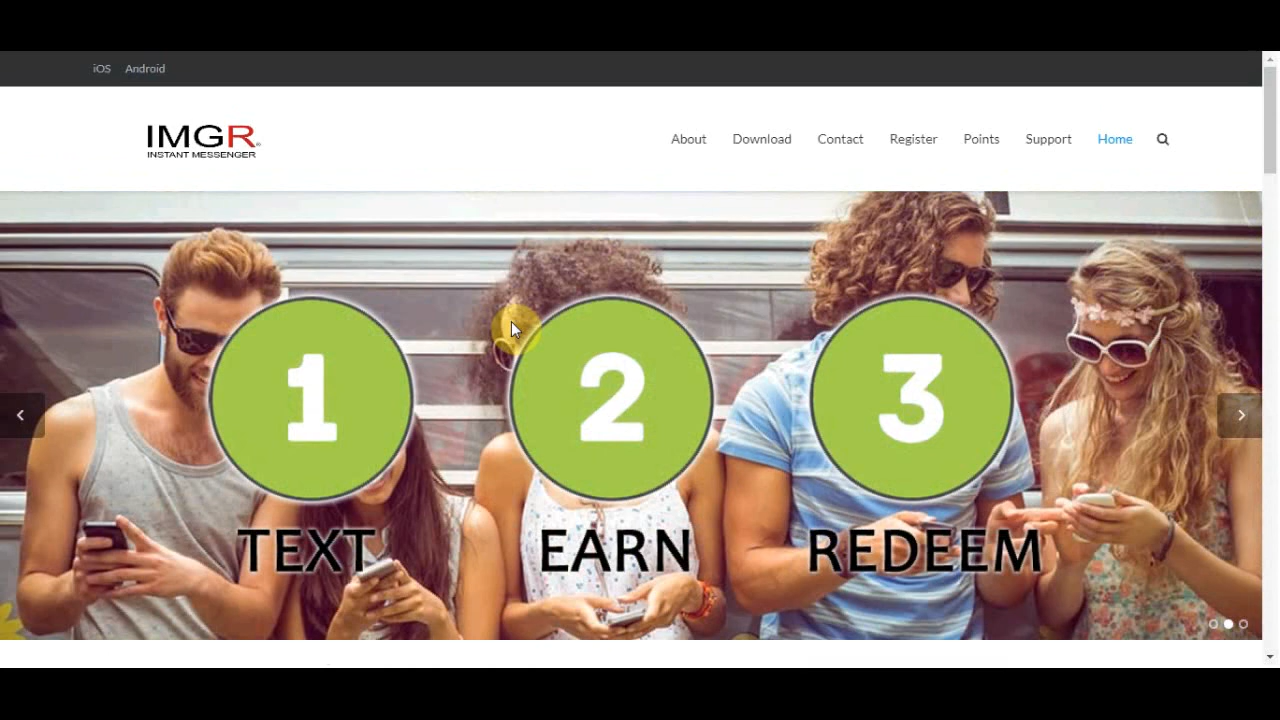 iOS Android
IMGR
INSTANT MESSENGER
About Download Contact Register Points Support Home
1 2 3
TEXT EARN REDEEM